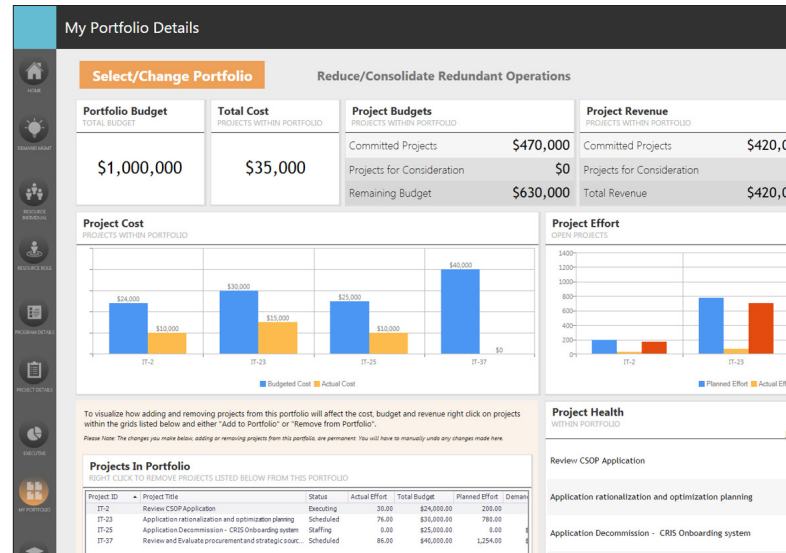 My Portfolio Details
HOME
DEMAND MGMT
RESOURCE
INDIVIDUAL
RESOURCE ROLE
PROGRAM DETAILS
PROJECT DETAILS
EXECUTIVE
MY PORTFOLIO
Select/Change Portfolio
Reduce/Consolidate Redundant Operations
Portfolio Budget
TOTAL BUDGET
$1,000,000
Total Cost
PROJECTS WITHIN PORTFOLIO
$35,000
Project Budgets
PROJECTS WITHIN PORTFOLIO
Committed Projects $470,000
Projects for Consideration $0
Remaining Budget $630,000
Project Revenue
PROJECTS WITHIN PORTFOLIO
Committed Projects $420,0
Projects for Consideration
Total Revenue $420,0
Project Cost
PROJECTS WITHIN PORTFOLIO
$24,000 $10,000 $30,000 $15,000 $25,000 $10,000 $40,000 $0
IT-2 IT-23 IT-25 IT-37
Budgeted Cost Actual Cost
Project Effort
OPEN PROJECTS
1400
1200
1000
800
600
400
200
0
IT-2 IT-23
Planned Effort Actual Ef
To visualize how adding and removing projects from this portfolio will affect the cost, budget and revenue right click on projects
within the grids listed below and either "Add to Portfolio" or "Remove from
Portfolio".
Please Note: The changes you make below, adding or removing projects from this portfolio, are permanent. You will have to manually undo any changes made here.
Projects In Portfolio
RIGHT CLICK TO REMOVE PROJECTS LISTED BELOW FROM THIS PORTFOLIO
Project ID Project Title Status Actual Effort Total Budget Planned Effort Deman
IT-2 Review CSOP Application Executing 30.00 $24,000.00 200.00
IT-23 Application rationalization and optimization planning Scheduled 76.00 $30,000.00 780.00
IT-25 Application Decommission - CRIS Onboarding system Staffing 0.00 $25,000.00 0.00 $
IT-37 Review and Evaluate procurement and strategic sourc... Scheduled 86.00 $40,000.00 1,254.00 $
Project Health
WITHIN PORTFOLIO
Review CSOP Application
Application rationalization and optimization planning
Application Decommission - CRIS Onboarding system